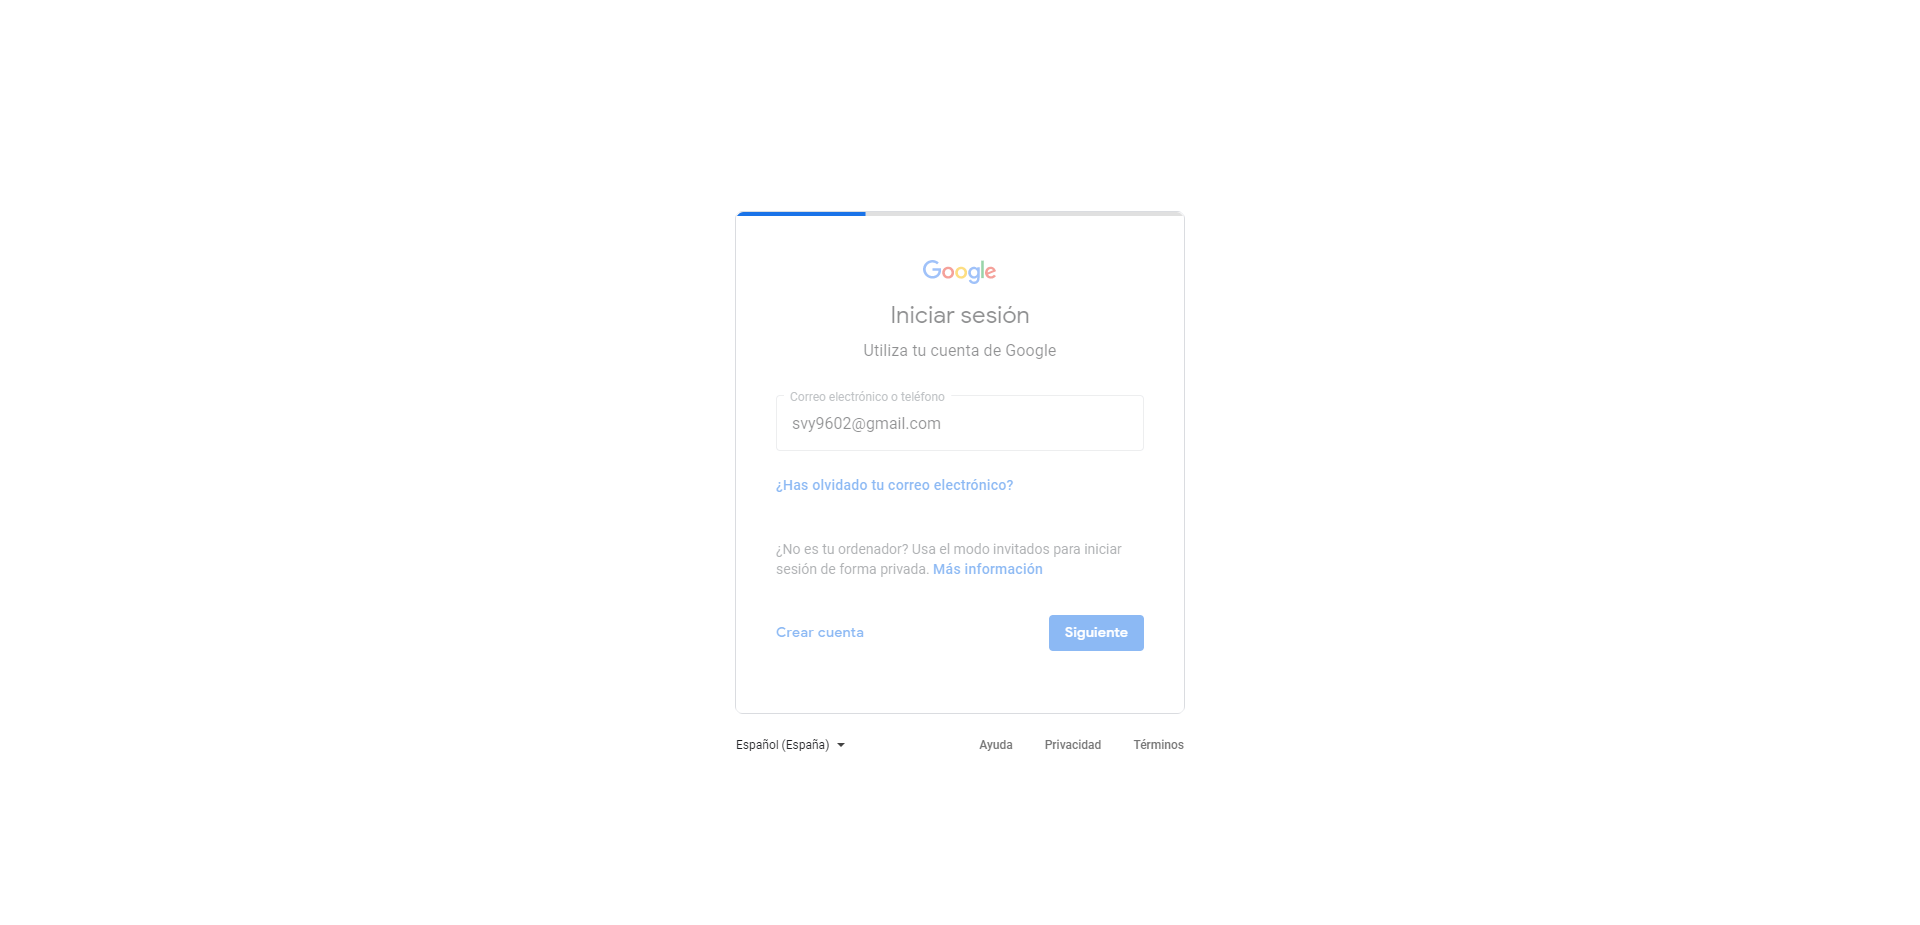 Google
Iniciar sesión
Utiliza tu cuenta de Google
Correo electrónico o teléfono
svy9602@gmail.com
¿Has olvidado tu correo electrónico?
¿No es tu ordenador? Usa el modo invitados para iniciar
sesión de forma privada. Más información
Crear cuenta Siguiente
Español (España) Ayuda Privacidad Términos